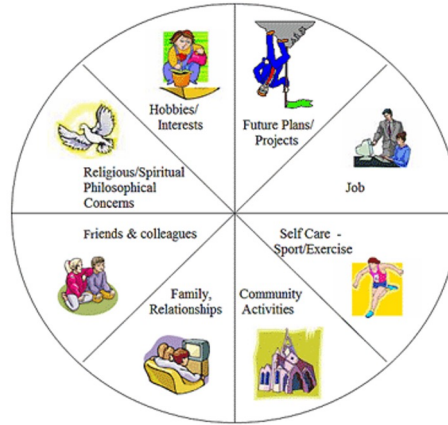 Hobbies/
Interests
Future Plans/
Projects
Religious/Spiritual
Philosophical
Concerns
Job
Friends & colleagues
Self Care -
Sport/Exercise
Family,
Relationships
Community
Activities